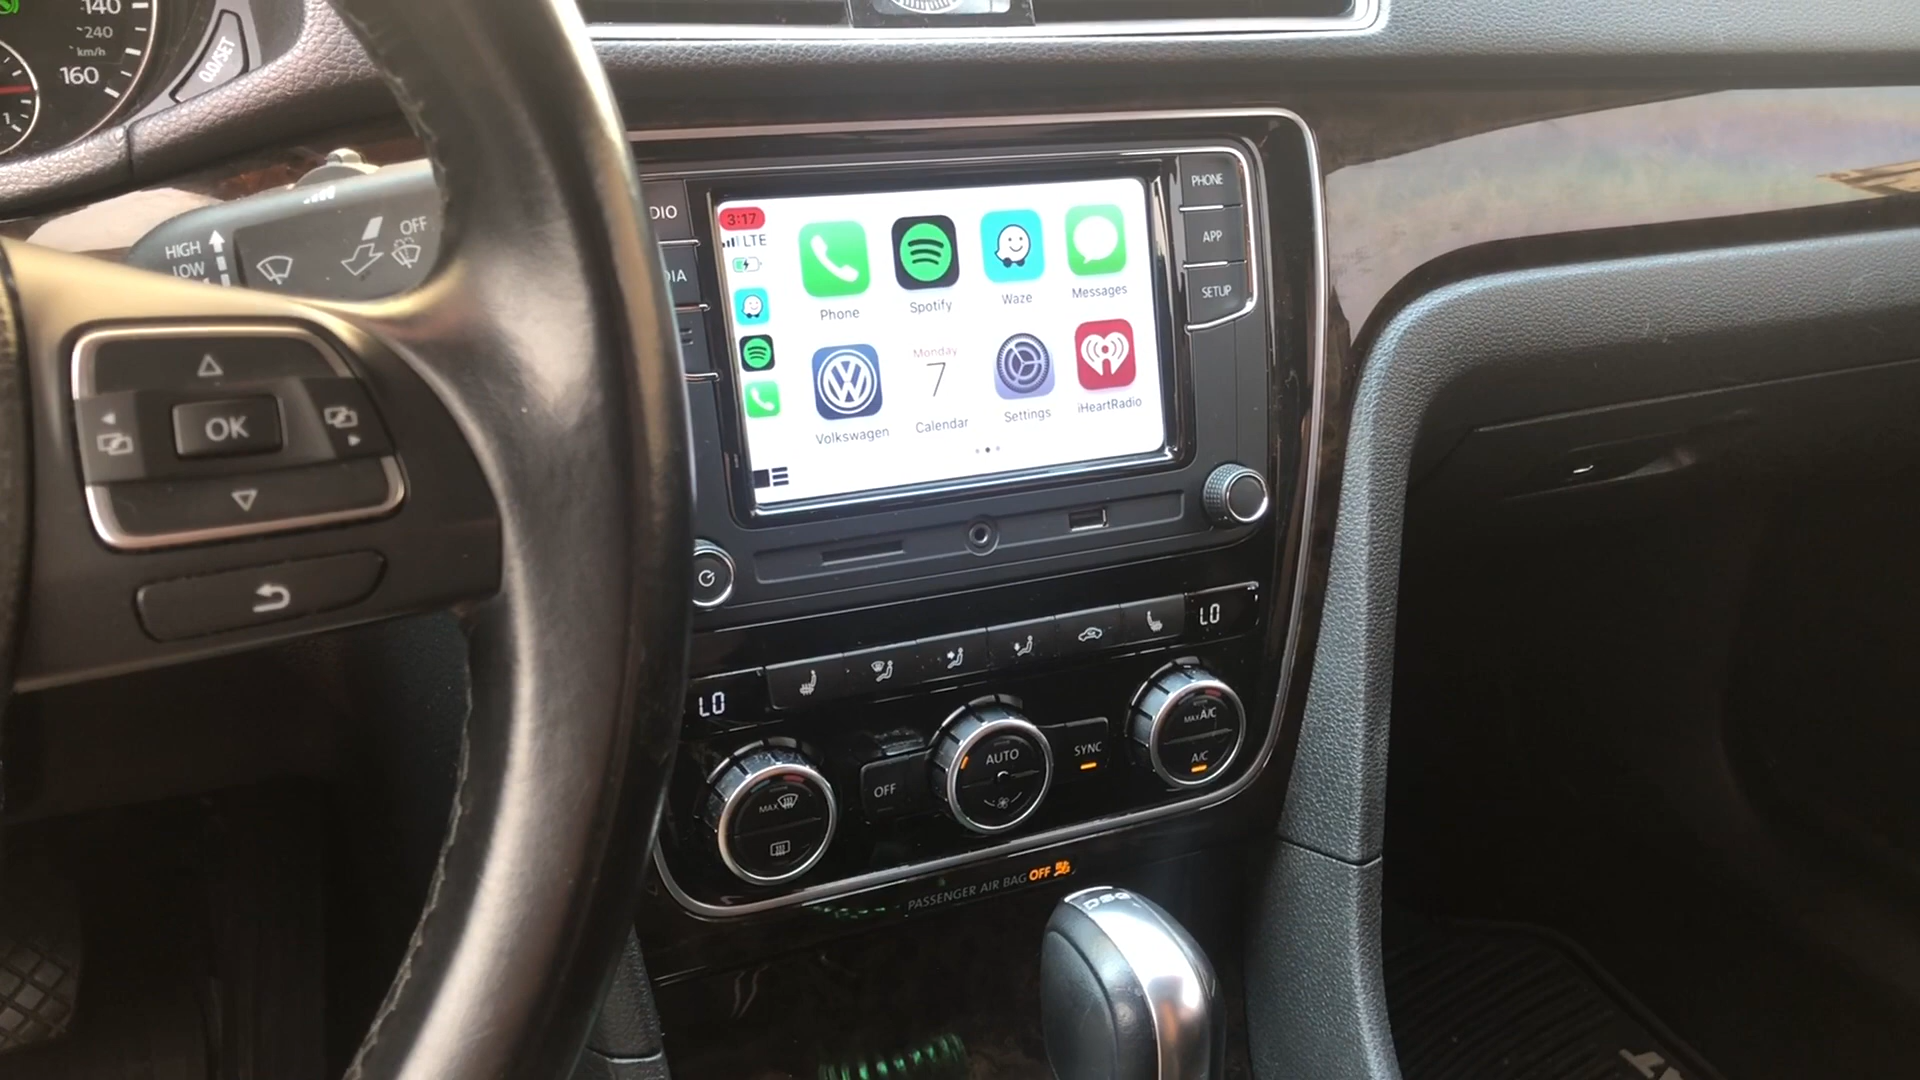 140
240
km/h
160
0.0/SET
1
HIGH
LOW
OFF
OK
DIO
DIA
3:17
LTE
Phone
Spotify
Waze
Messages
Volkswagen
Monday
7
Calendar
Settings
iHeartRadio
PHONE
APP
SETUP
LO
LO
MAX
OFF
AUTO
SYNC
MAX A/C
A/C
PASSENGER AIR BAG OFF
DSG